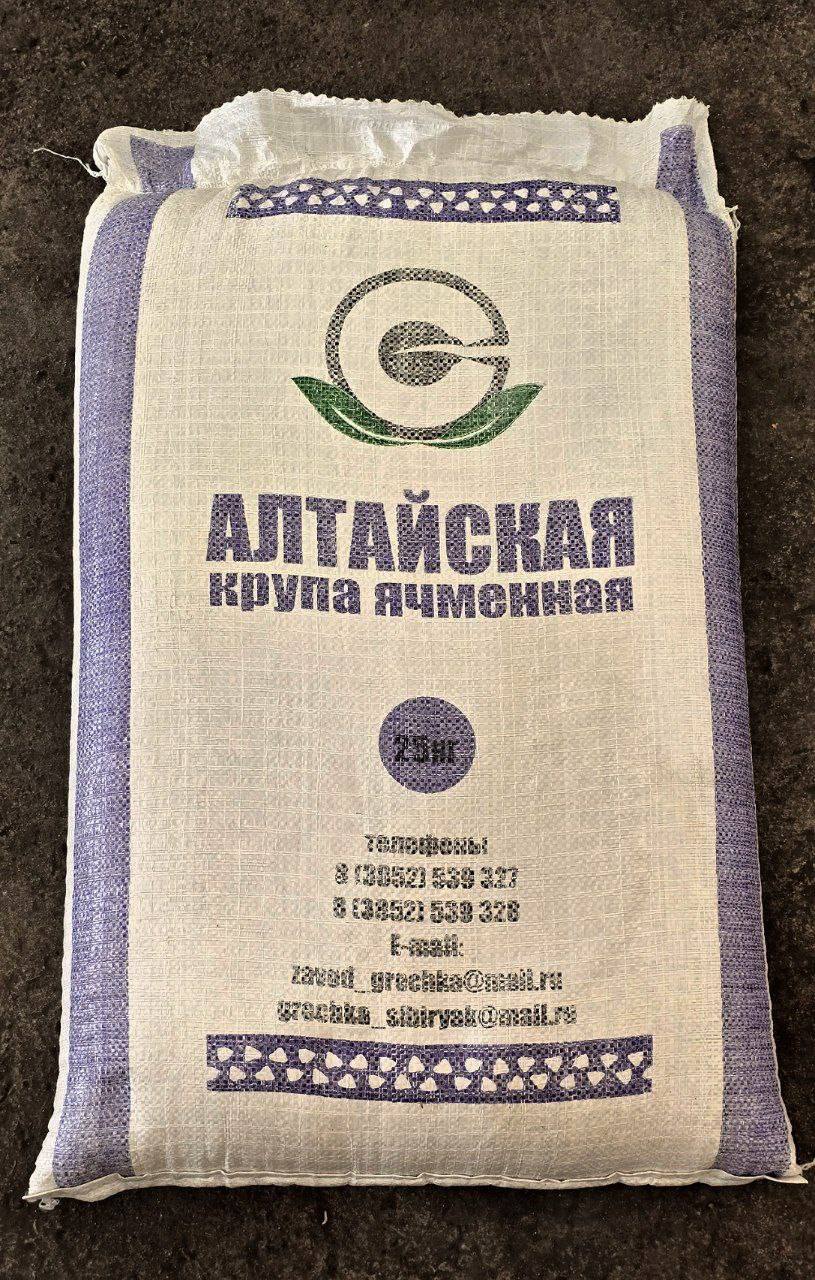 АЛТАЙСКАЯ
крупа ячменная
25кг
телефоны
8 (3852) 539 327
8 (3852) 539 328
E-mail:
zavod_grechka@mail.ru
grechka_sibiryak@mail.ru